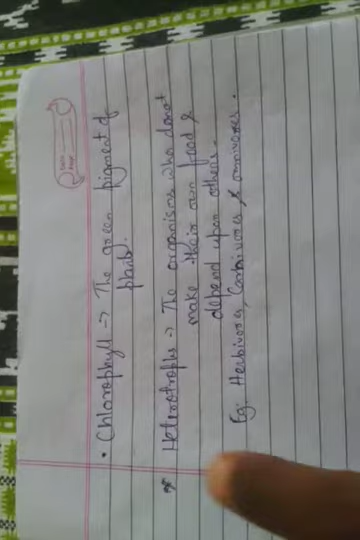 • Chlorophyll → The green pigment of
plants.
* Heterotrophs → The organisms who donot
make their own food &
depend upon others.
Eg: Herbivores, Carnivores & omnivores.